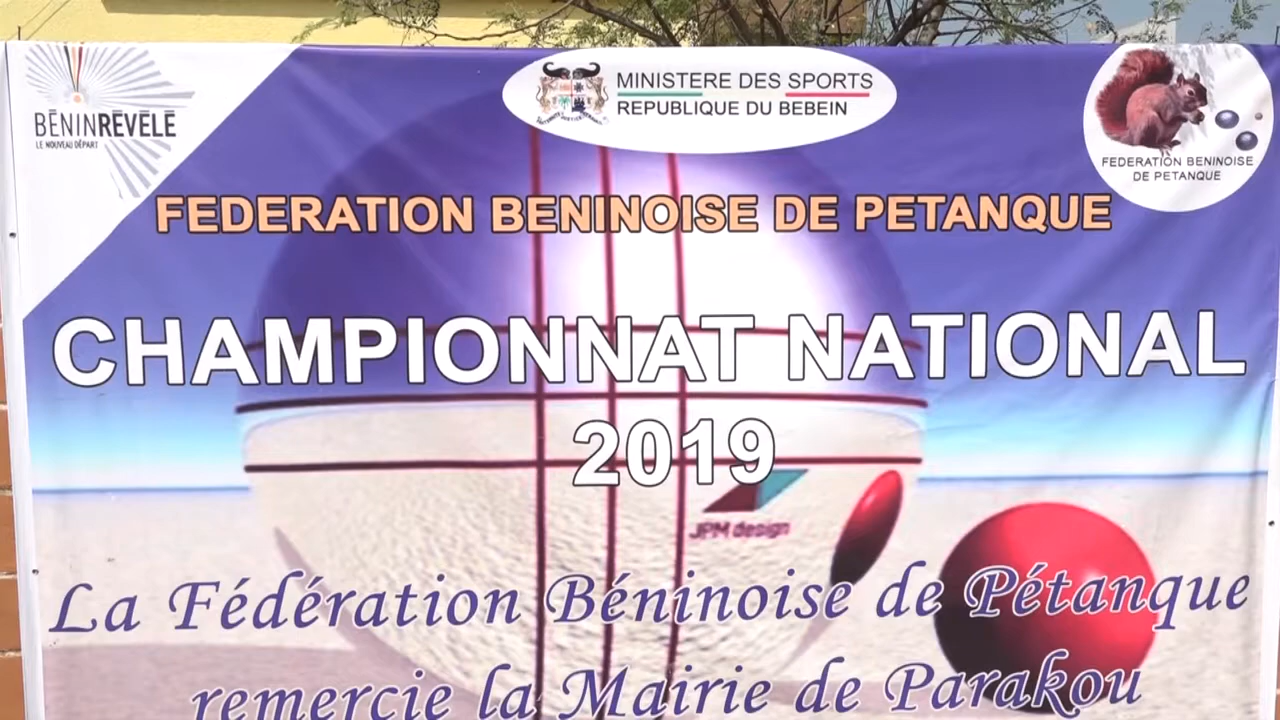 BĒNINRĒVĒLĒ
LE NOUVEAU DÉPART
MINISTERE DES SPORTS
REPUBLIQUE DU BEBEIN
FEDERATION BENINOISE
DE PETANQUE
FEDERATION BENINOISE DE PETANQUE
CHAMPIONNAT NATIONAL
2019
JPM design
La Fédération Béninoise de Pétanque
remercie la Mairie de Parakou